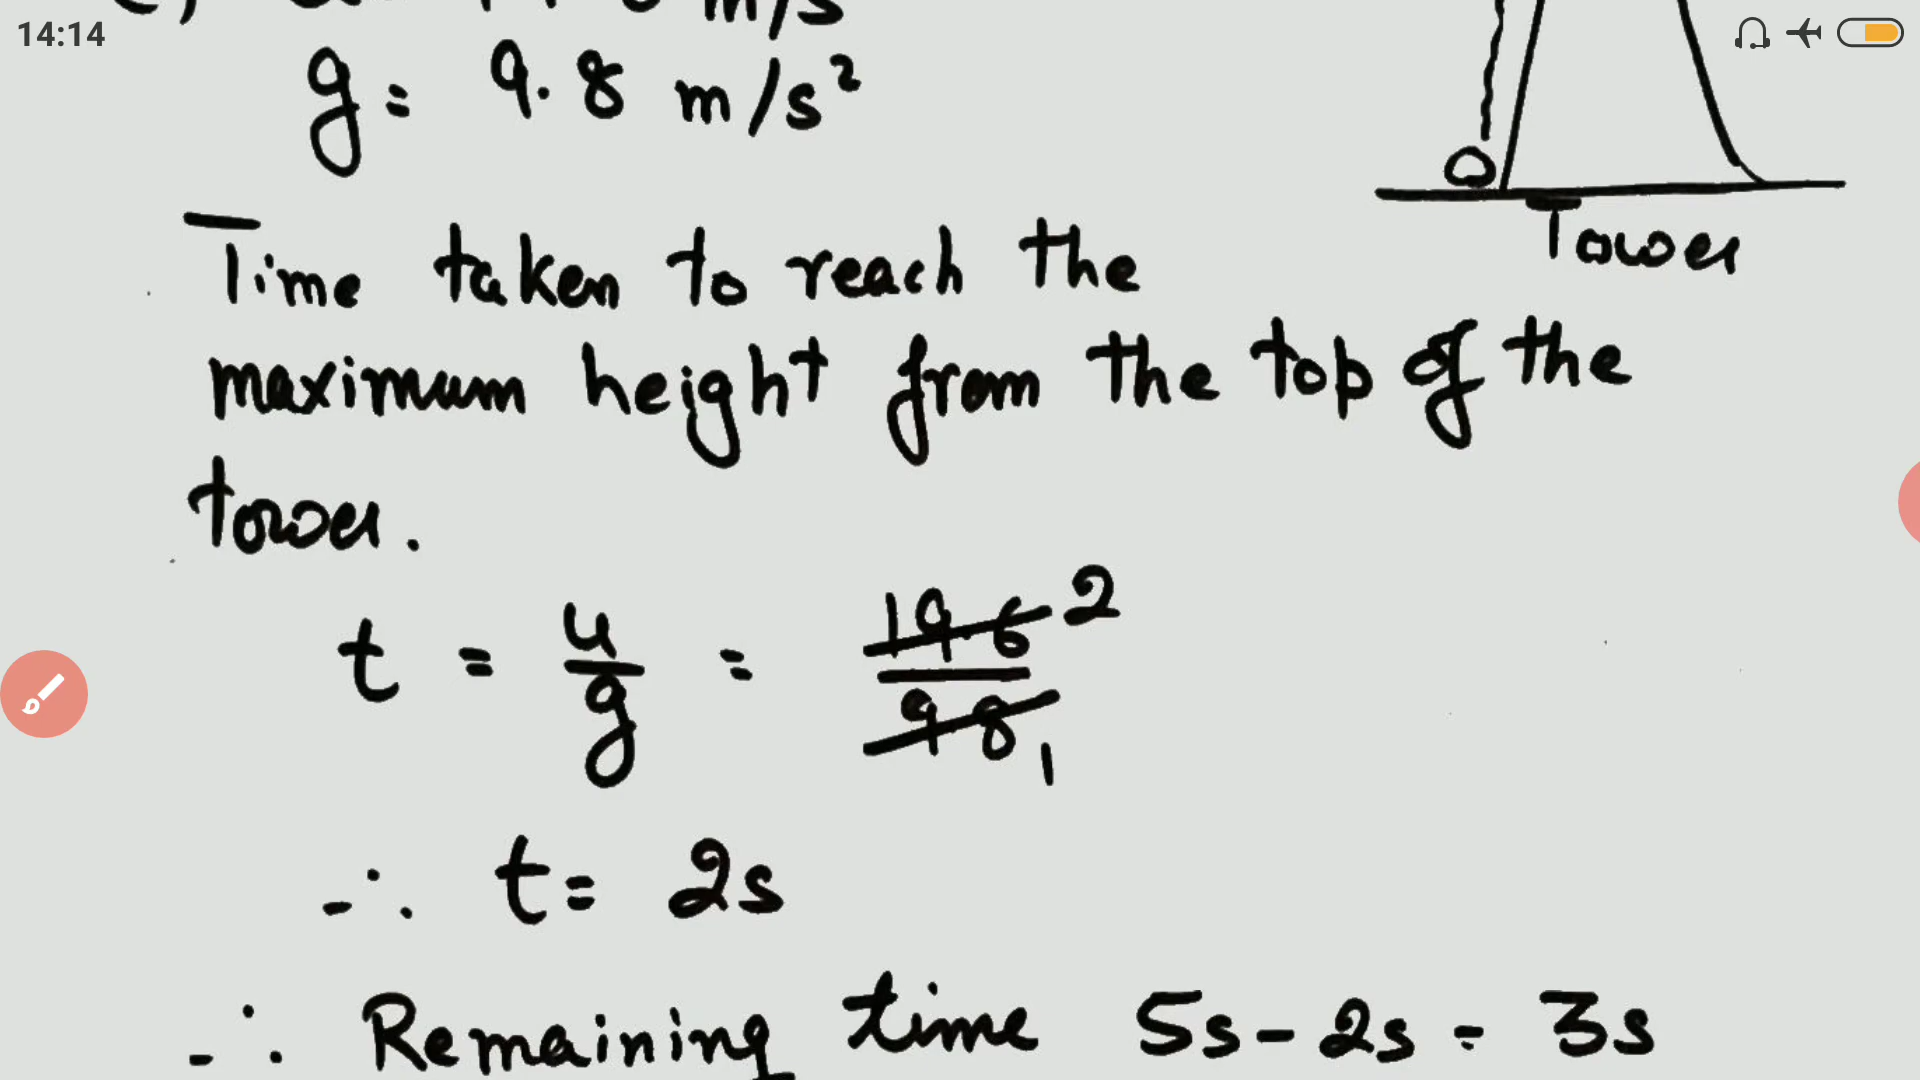 14:14
m/s
g = 9.8 m/s²
Time taken to reach the
Tower
maximum height from the top of the
tower.
t = u/g = 19.6/9.8 2 1
∴ t = 2s
∴ Remaining time 5s - 2s = 3s